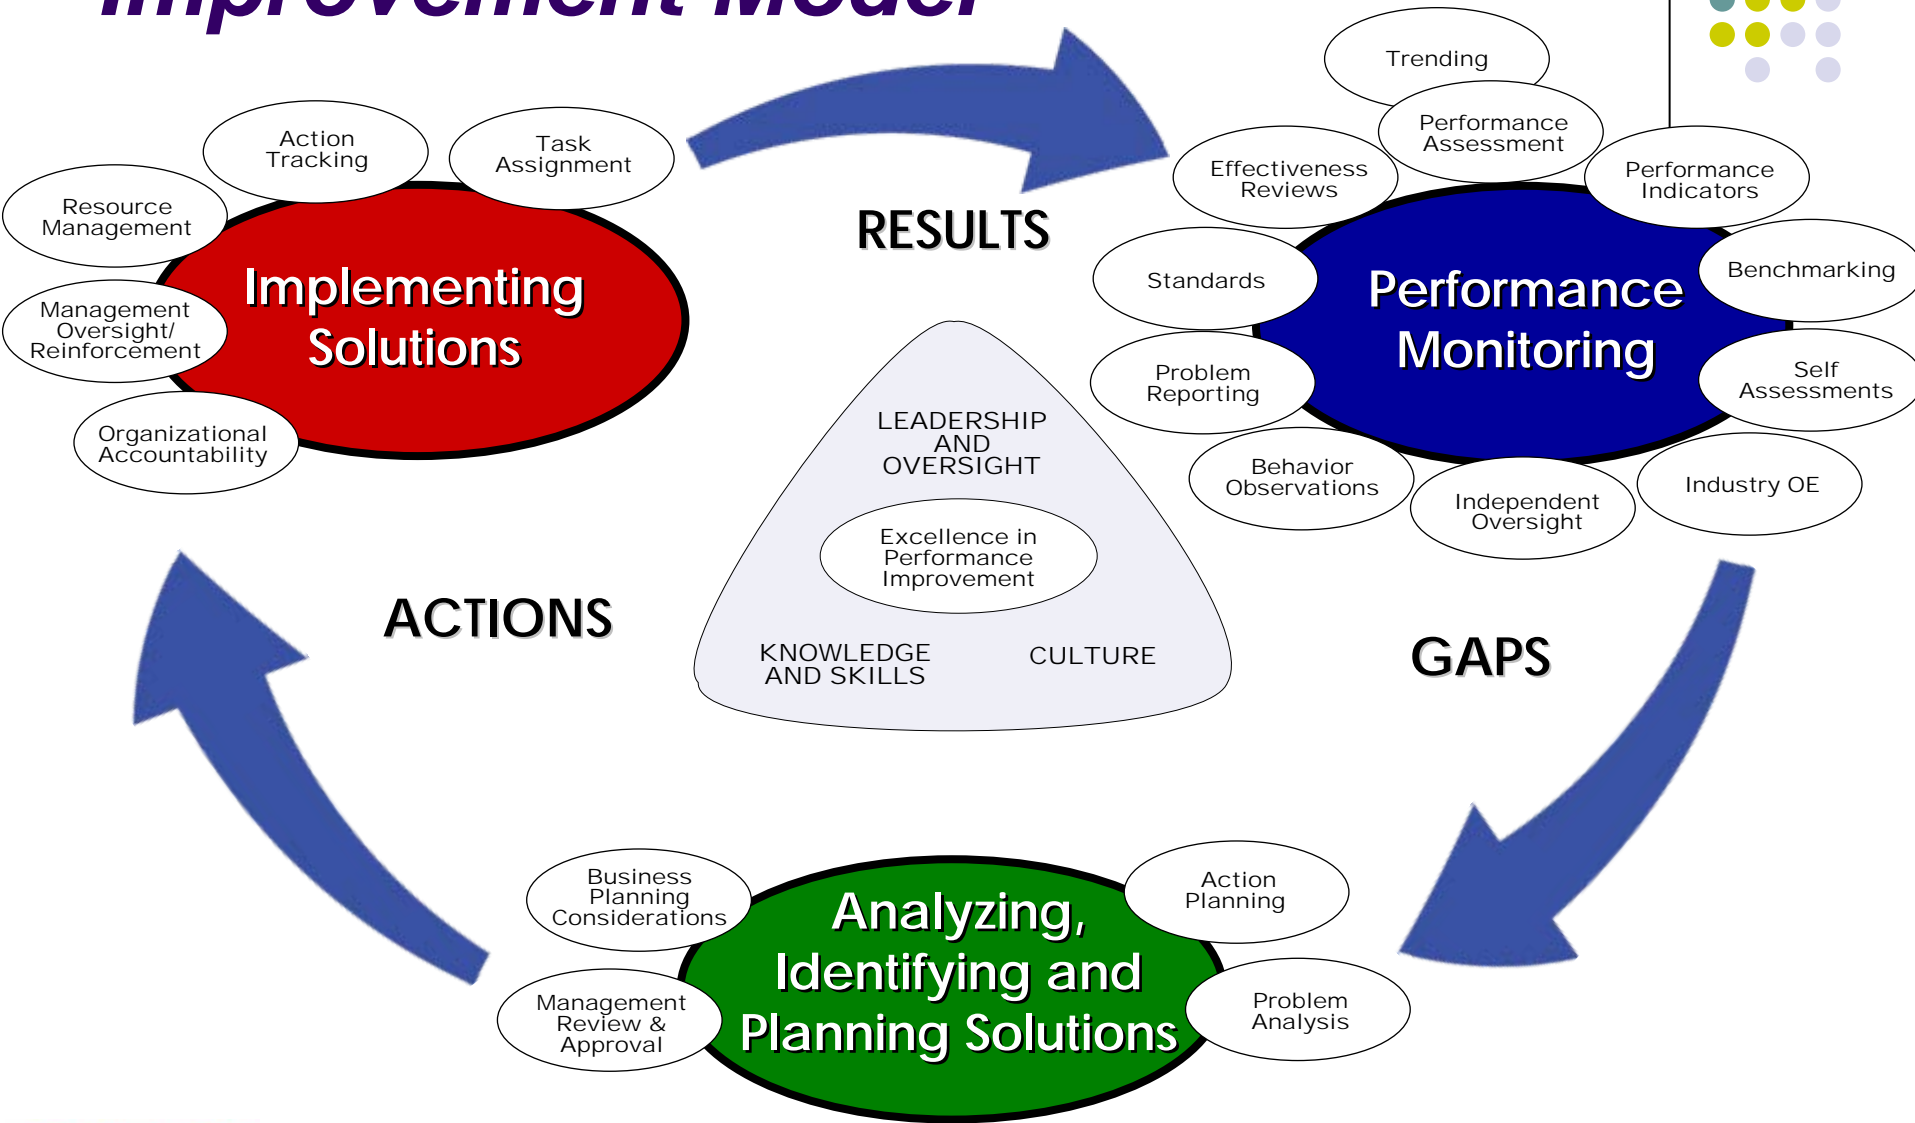 Improvement Model
Trending
Performance
Assessment
Action
Tracking
Task
Assignment
Effectiveness
Reviews
Performance
Indicators
Resource
Management
RESULTS
Standards
Benchmarking
Implementing
Solutions
Performance
Monitoring
Management
Oversight/
Reinforcement
Problem
Reporting
Self
Assessments
Organizational
Accountability
LEADERSHIP
AND
OVERSIGHT
Behavior
Observations
Independent
Oversight
Industry OE
Excellence in
Performance
Improvement
ACTIONS
KNOWLEDGE
AND SKILLS
CULTURE
GAPS
Business
Planning
Considerations
Analyzing,
Identifying and
Planning Solutions
Action
Planning
Management
Review &
Approval
Problem
Analysis